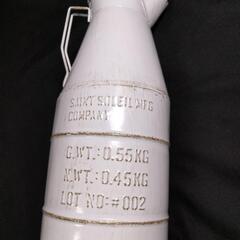 SAINT SOLEIL MFG
COMPANY
G.WT.: 0.55KG
N.WT.: 0.45KG
LOT NO: #002